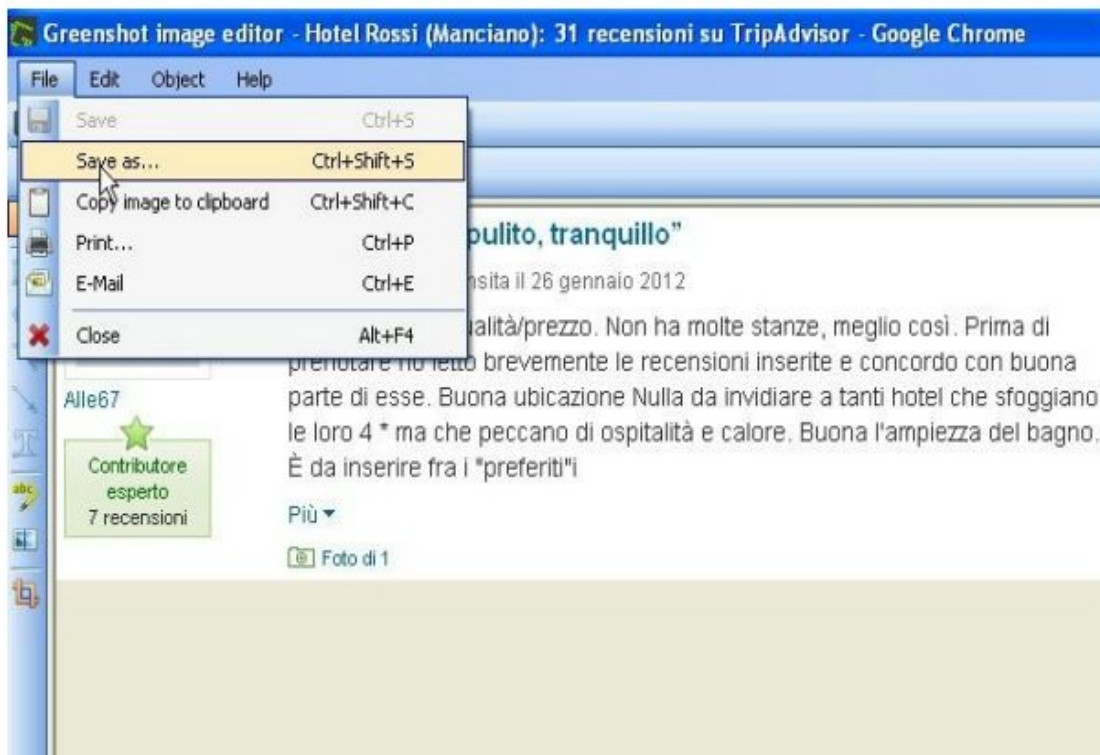 Greenshot image editor - Hotel Rossi (Manciano): 31 recensioni su TripAdvisor - Google Chrome
File Edit Object Help
Save Ctrl+S
Save as... Ctrl+Shift+S
Copy image to clipboard Ctrl+Shift+C
Print... Ctrl+P
E-Mail Ctrl+E
Close Alt+F4
pulito, tranquillo”
26 gennaio 2012
Non ha molte stanze, meglio così. Prima di
brevemente le recensioni inserite e concordo con buona
parte di esse. Buona ubicazione Nulla da invidiare a tanti hotel che sfoggiano
le loro 4 * ma che peccano di ospitalità e calore. Buona l'ampiezza del bagno.
È da inserire fra i "preferiti"i
Più
Foto di 1
Alle67
Contributore
esperto
7 recensioni
abc
T